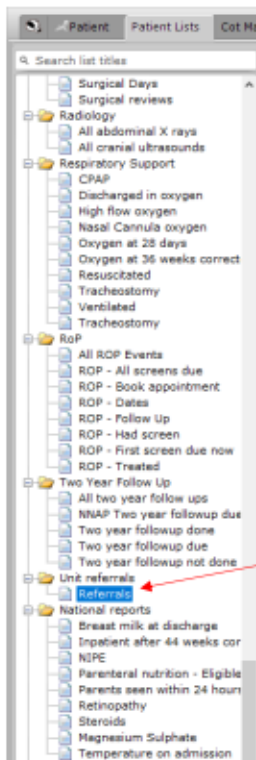 Patient
Patient Lists
Cot Ma
Search list titles
Surgical Days
Surgical reviews
Radiology
All abdominal X rays
All cranial ultrasounds
Respiratory Support
CPAP
Discharged in oxygen
High flow oxygen
Nasal Cannula oxygen
Oxygen at 28 days
Oxygen at 36 weeks correct
Resuscitated
Tracheostomy
Ventilated
Tracheostomy
RoP
All ROP Events
ROP - All screens due
ROP - Book appointment
ROP - Dates
ROP - Follow Up
ROP - Had screen
ROP - First screen due now
ROP - Treated
Two Year Follow Up
All two year follow ups
NNAP Two year followup due
Two year followup done
Two year followup due
Two year followup not done
Unit referrals
Referrals
National reports
Breast milk at discharge
Inpatient after 44 weeks cor
NIPE
Parenteral nutrition - Eligible
Parents seen within 24 hours
Retinopathy
Steroids
Magnesium Sulphate
Temperature on admission